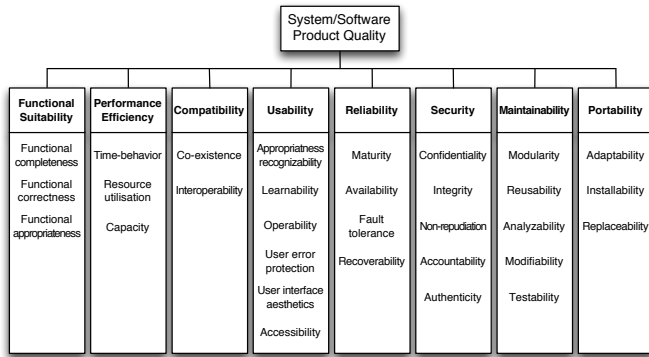 System/Software
Product Quality
Functional
Suitability
Functional
completeness
Functional
correctness
Functional
appropriateness
Performance
Efficiency
Time-behavior
Resource
utilisation
Capacity
Compatibility
Co-existence
Interoperability
Usability
Appropriatness
recognizability
Learnability
Operability
User error
protection
User interface
aesthetics
Accessibility
Reliability
Maturity
Availability
Fault
tolerance
Recoverability
Security
Confidentiality
Integrity
Non-repudiation
Accountability
Authenticity
Maintainability
Modularity
Reusability
Analyzability
Modifiability
Testability
Portability
Adaptability
Installability
Replaceability